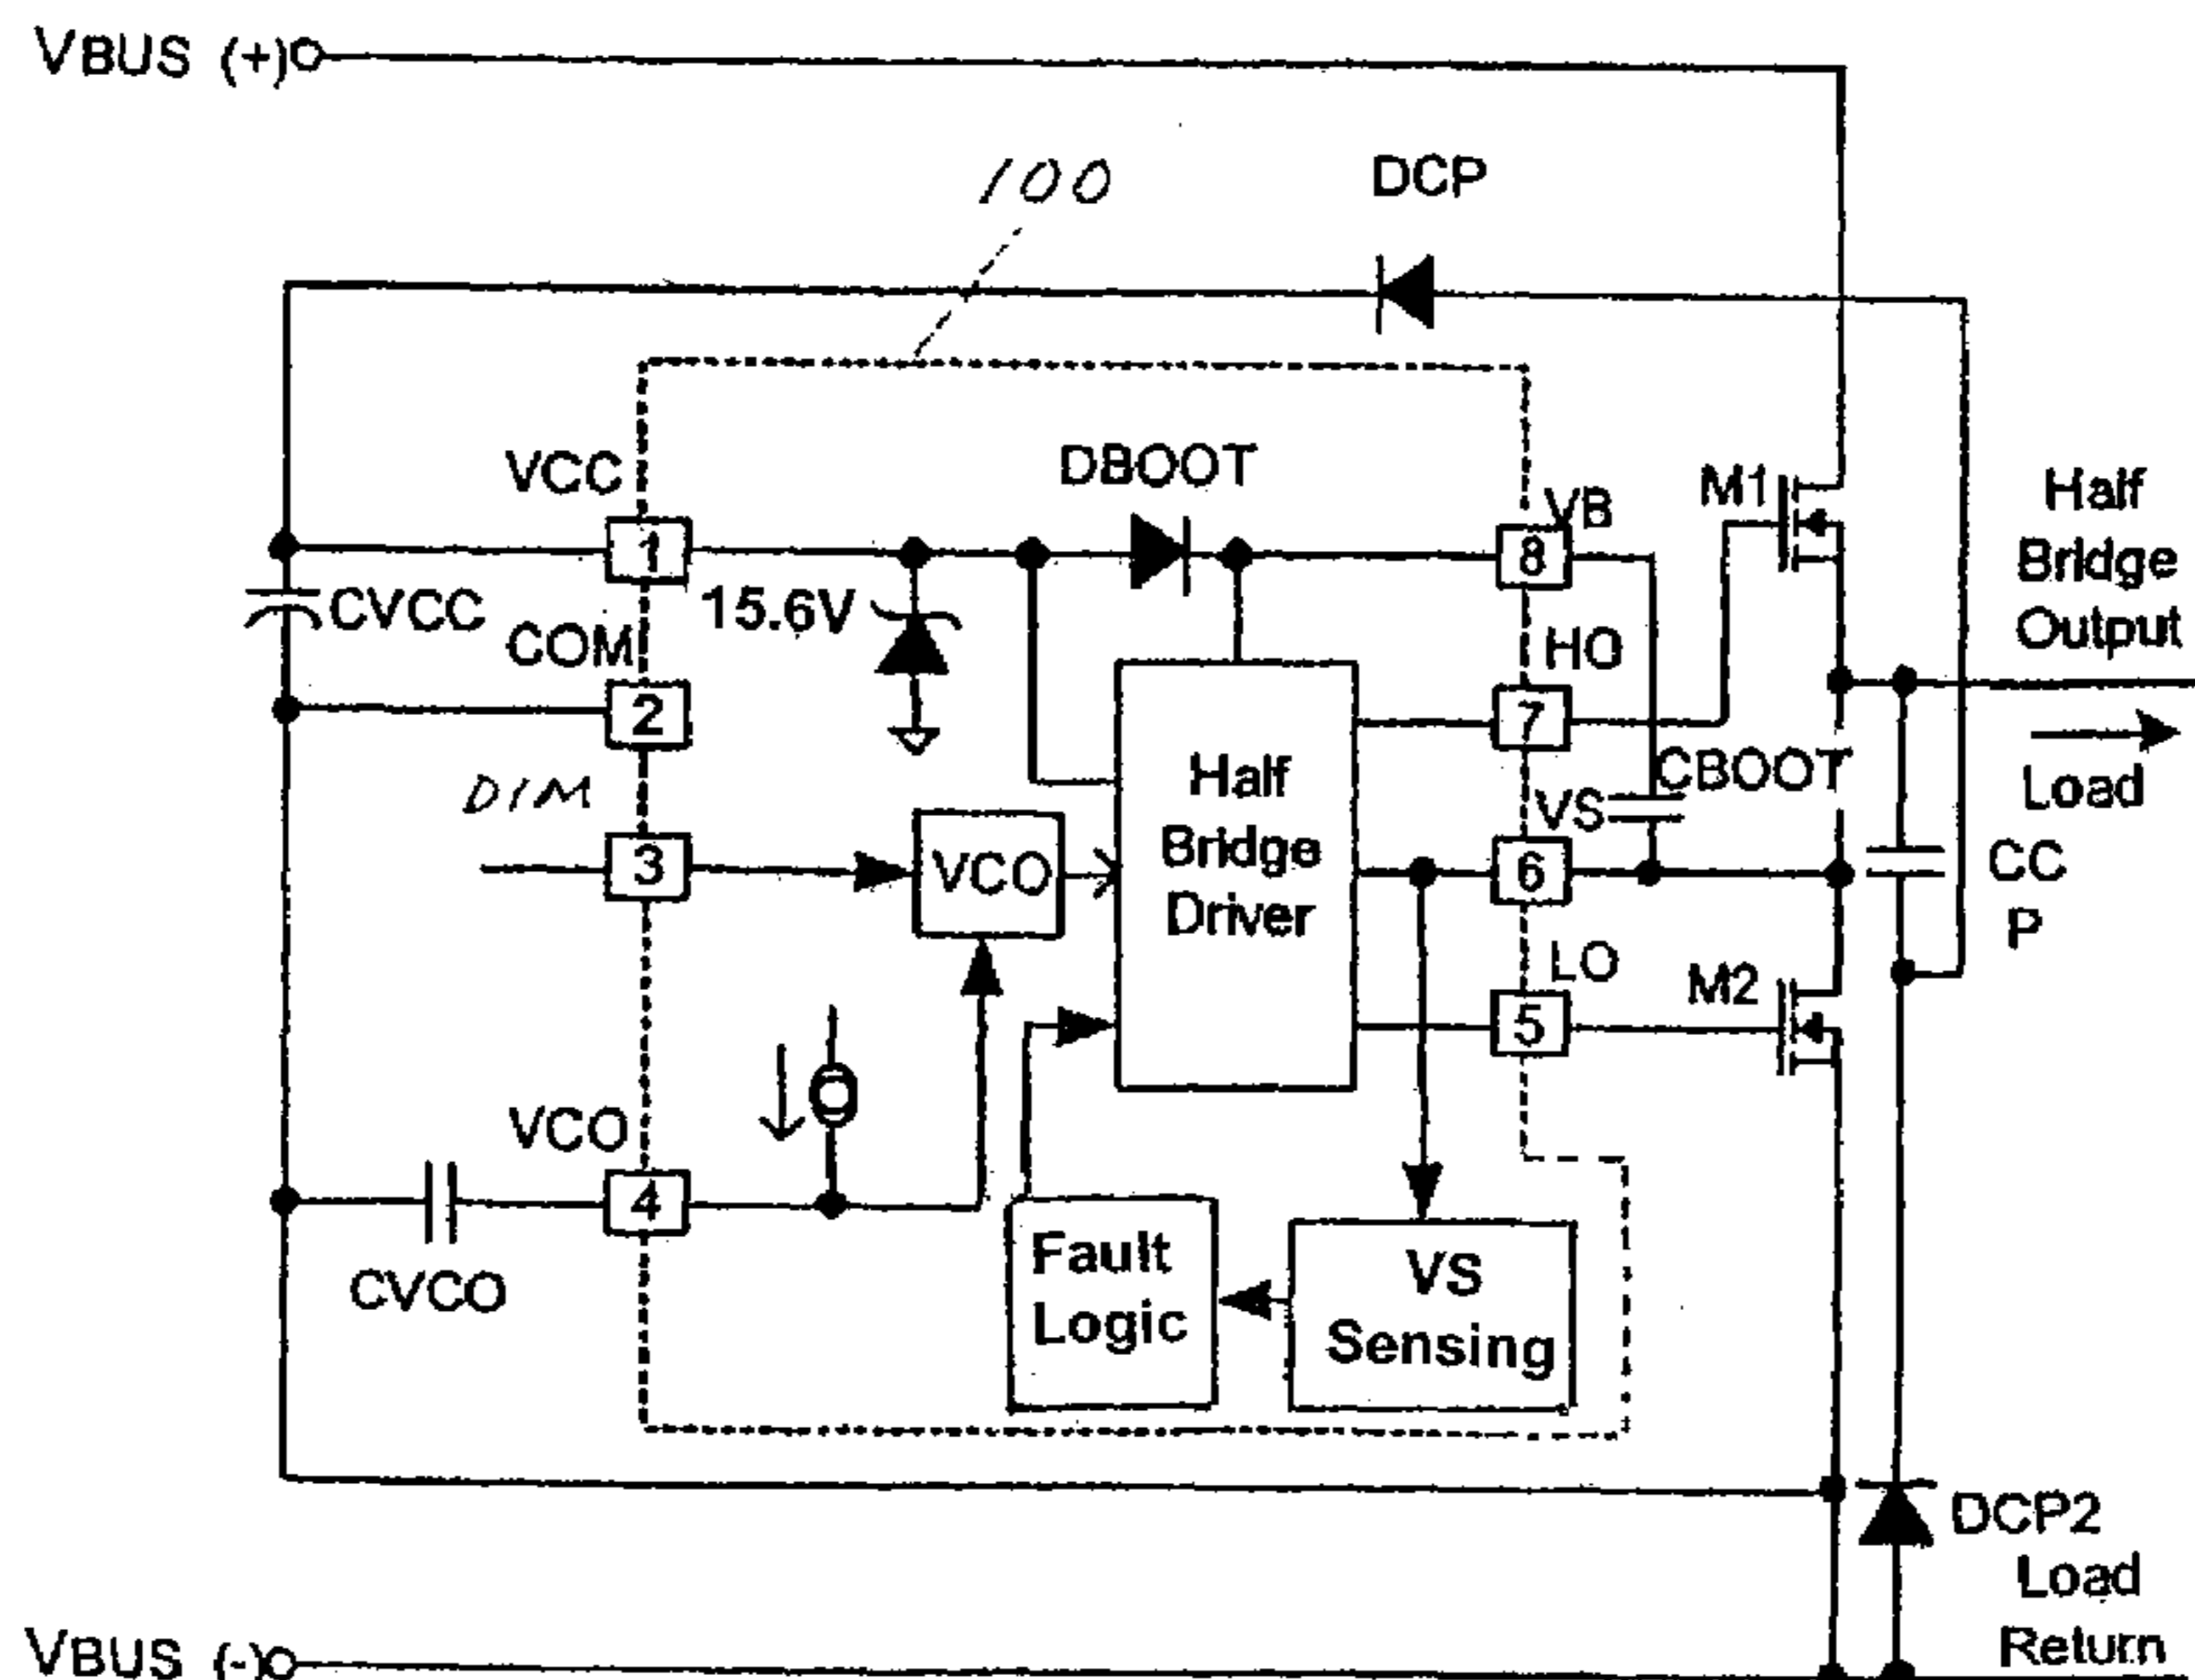 VBUS (+)
100
DCP
VCC
DBOOT
VB
M1
Half
Bridge
Output
1
8
CVCC
15.6V
COM
HO
2
7
Half
Bridge
Driver
CBOOT
Load
DIM
VS
3
VCO
6
CC
P
LO
M2
5
VCO
4
CVCO
Fault
Logic
VS
Sensing
DCP2
Load
Return
VBUS (-)